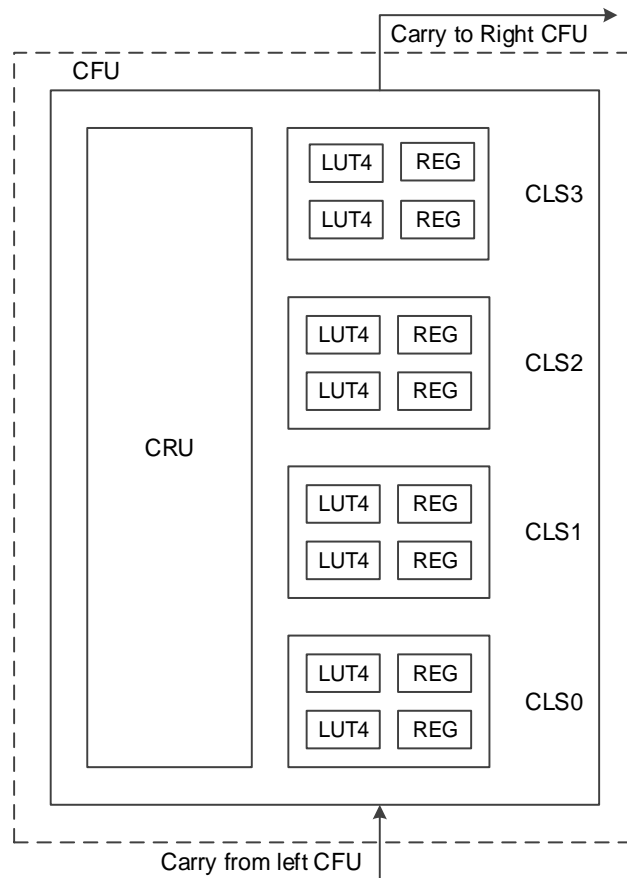 Carry to Right CFU
CFU
LUT4 REG
LUT4 REG
CLS3
LUT4 REG
LUT4 REG
CLS2
CRU
LUT4 REG
LUT4 REG
CLS1
LUT4 REG
LUT4 REG
CLS0
Carry from left CFU